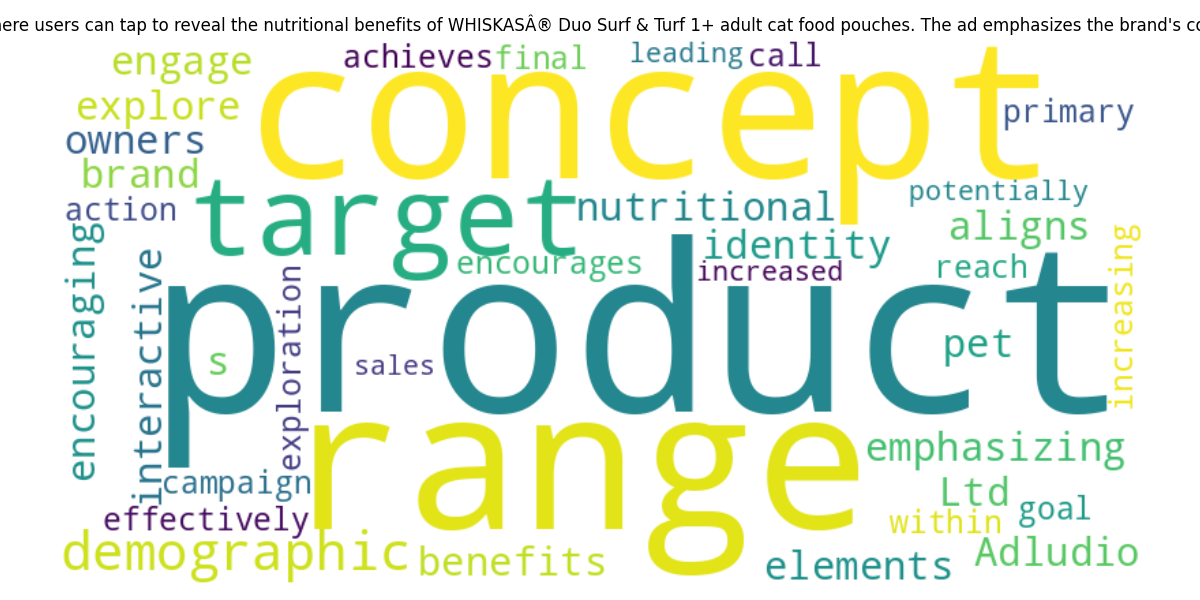 ere users can tap to reveal the nutritional benefits of WHISKASÂ® Duo Surf & Turf 1+ adult cat food pouches. The ad emphasizes the brand's co
engage
achieves
final
leading
call
concept
explore
primary
owners
brand
target
nutritional
potentially
action
aligns
identity
encourages
increased
reach
encouraging
interactive
exploration
product
increasing
s
sales
pet
range
emphasizing
campaign
Ltd
goal
effectively
within
demographic
benefits
elements
Adludio